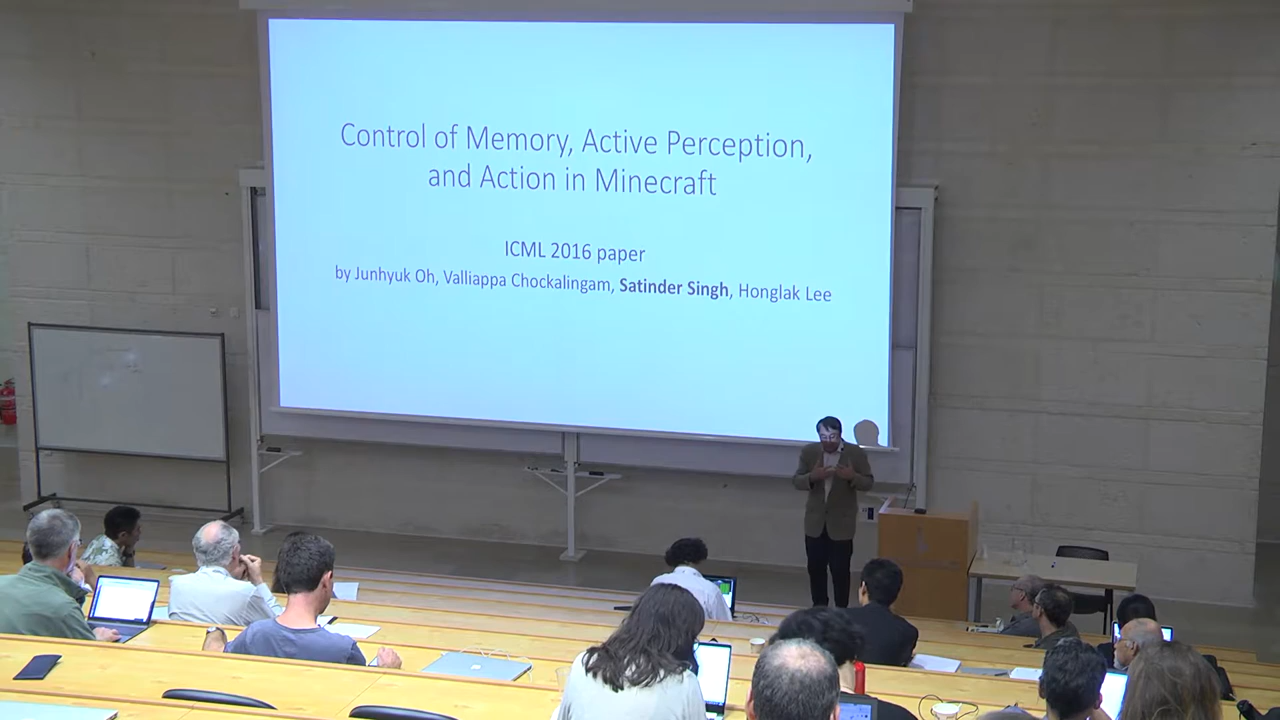 Control of Memory, Active Perception,
and Action in Minecraft
ICML 2016 paper
by Junhyuk Oh, Valliappa Chockalingam, Satinder Singh, Honglak Lee